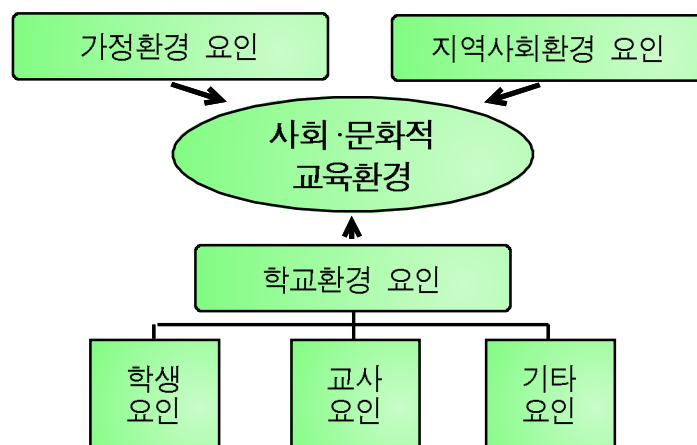 가정환경 요인
지역사회환경 요인
사회·문화적
교육환경
학교환경 요인
학생
요인
교사
요인
기타
요인